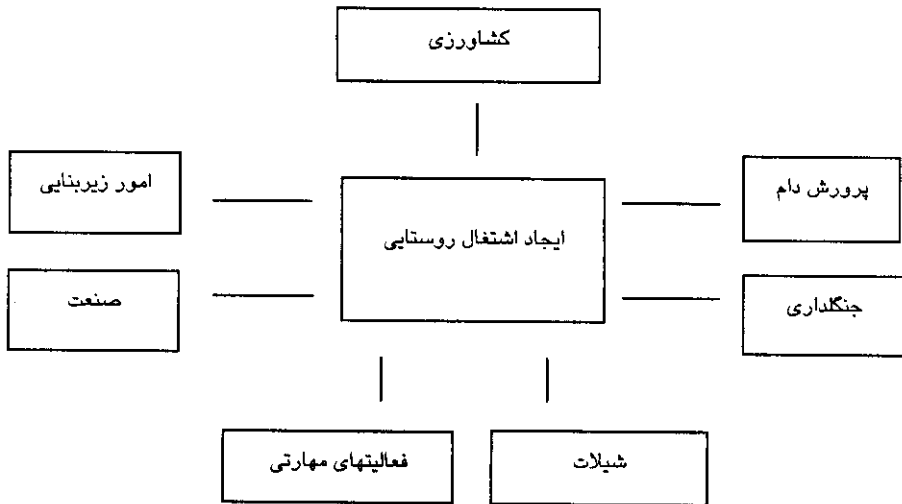 کشاورزی
پرورش دام
امور زیربنایی
ایجاد اشتغال روستایی
جنگلداری
صنعت
شیلات
فعالیتهای مهارتی